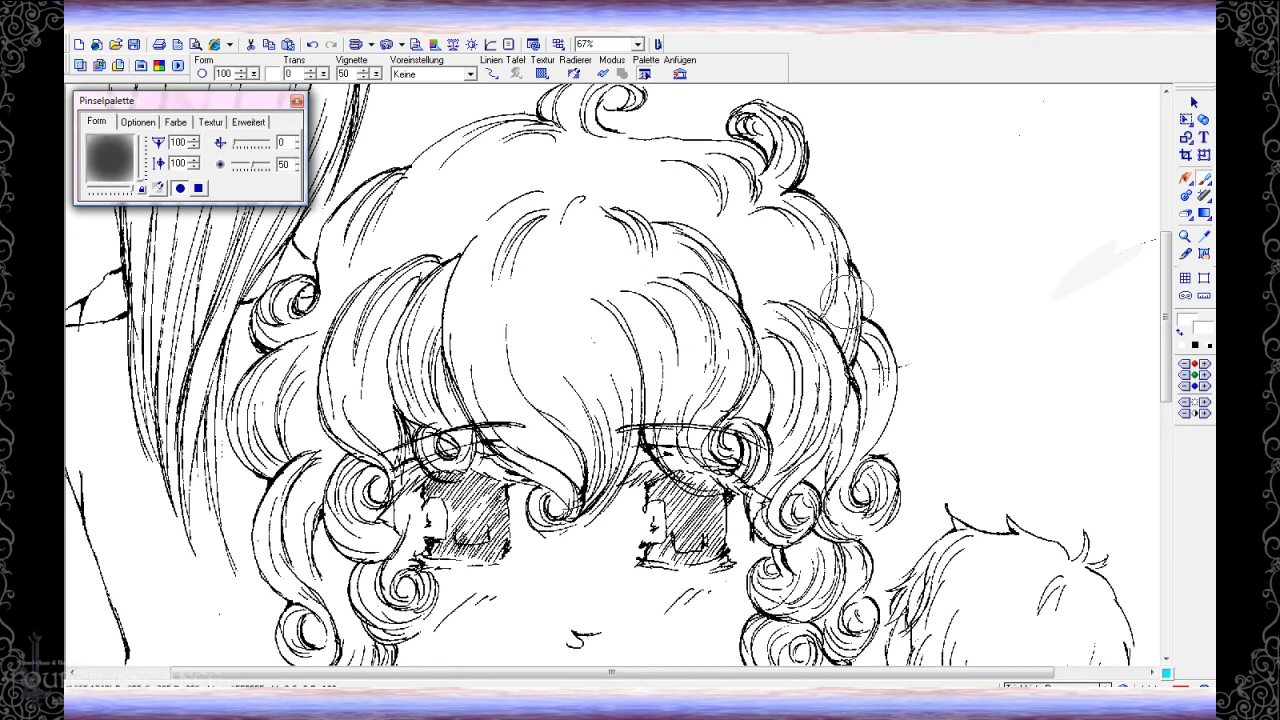 67%
Form Trans Vignette Voreinstellung Linien Tafel Textur Radierer Modus Palette Anfügen
100 0 50 Keine
Pinselpalette
Form Optionen Farbe Textur Erweitert
100 0
100 50